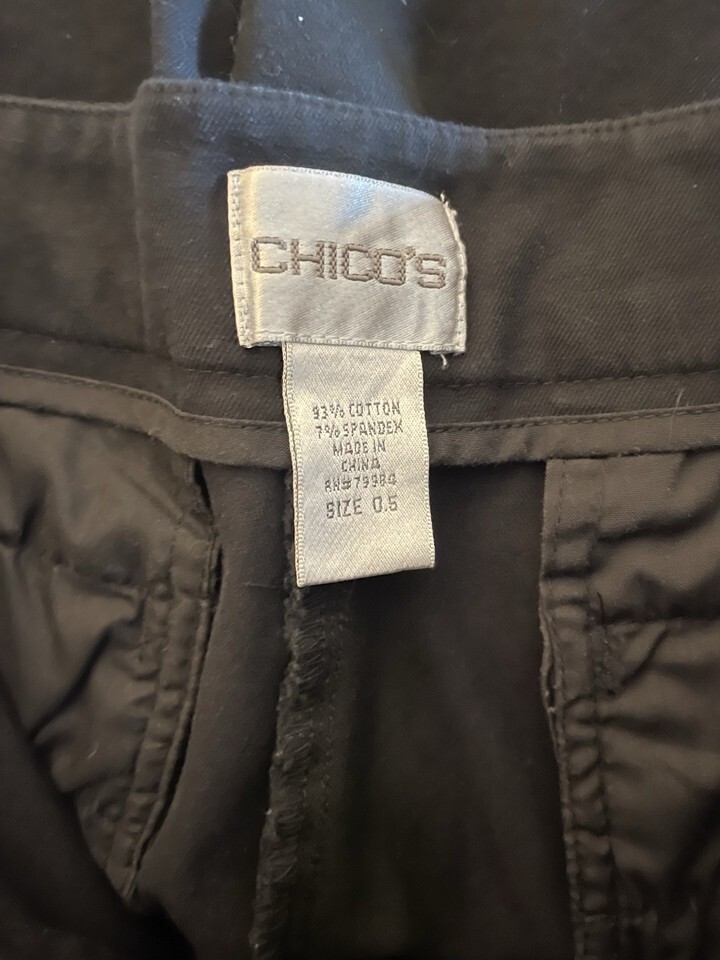 CHICO'S
93% COTTON
7% SPANDEX
MADE IN
CHINA
RN#79984
SIZE 0.5